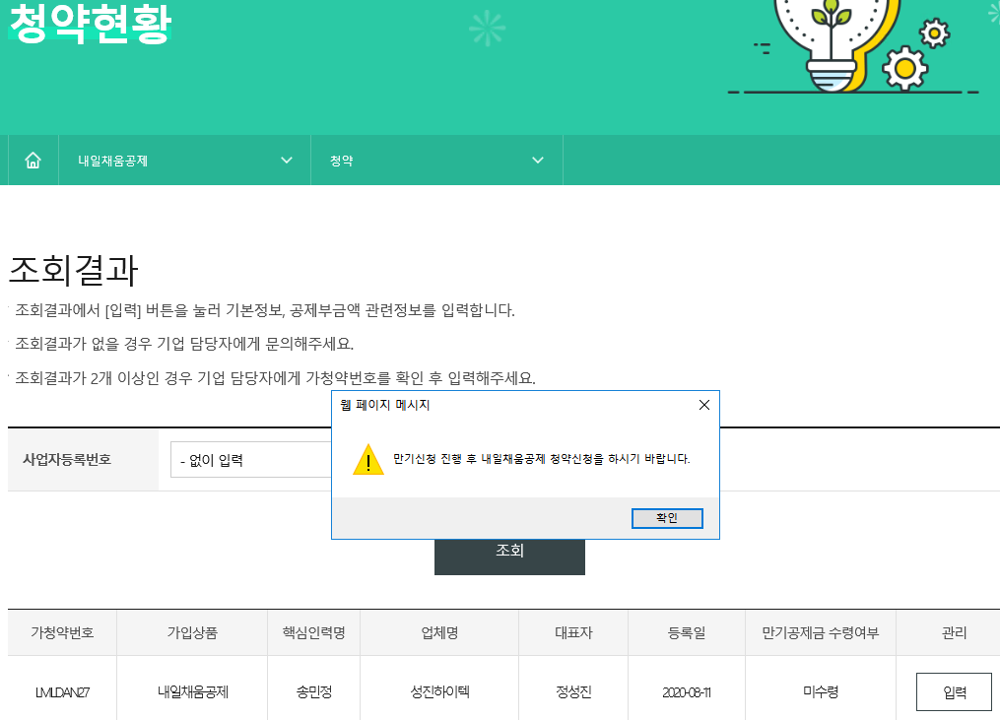 청약현황
내일채움공제
청약
조회결과
조회결과에서 [입력] 버튼을 눌러 기본정보, 공제부금액 관련정보를 입력합니다.
조회결과가 없을 경우 기업 담당자에게 문의해주세요.
조회결과가 2개 이상인 경우 기업 담당자에게 가청약번호를 확인 후 입력해주세요.
웹 페이지 메시지
만기신청 진행 후 내일채움공제 청약신청을 하시기 바랍니다.
확인
사업자등록번호
- 없이 입력
조회
가청약번호 가입상품 핵심인력명 업체명 대표자 등록일 만기공제금 수령여부 관리
LMLDAN27 내일채움공제 송민정 성진하이텍 정성진 2020-08-11 미수령 입력